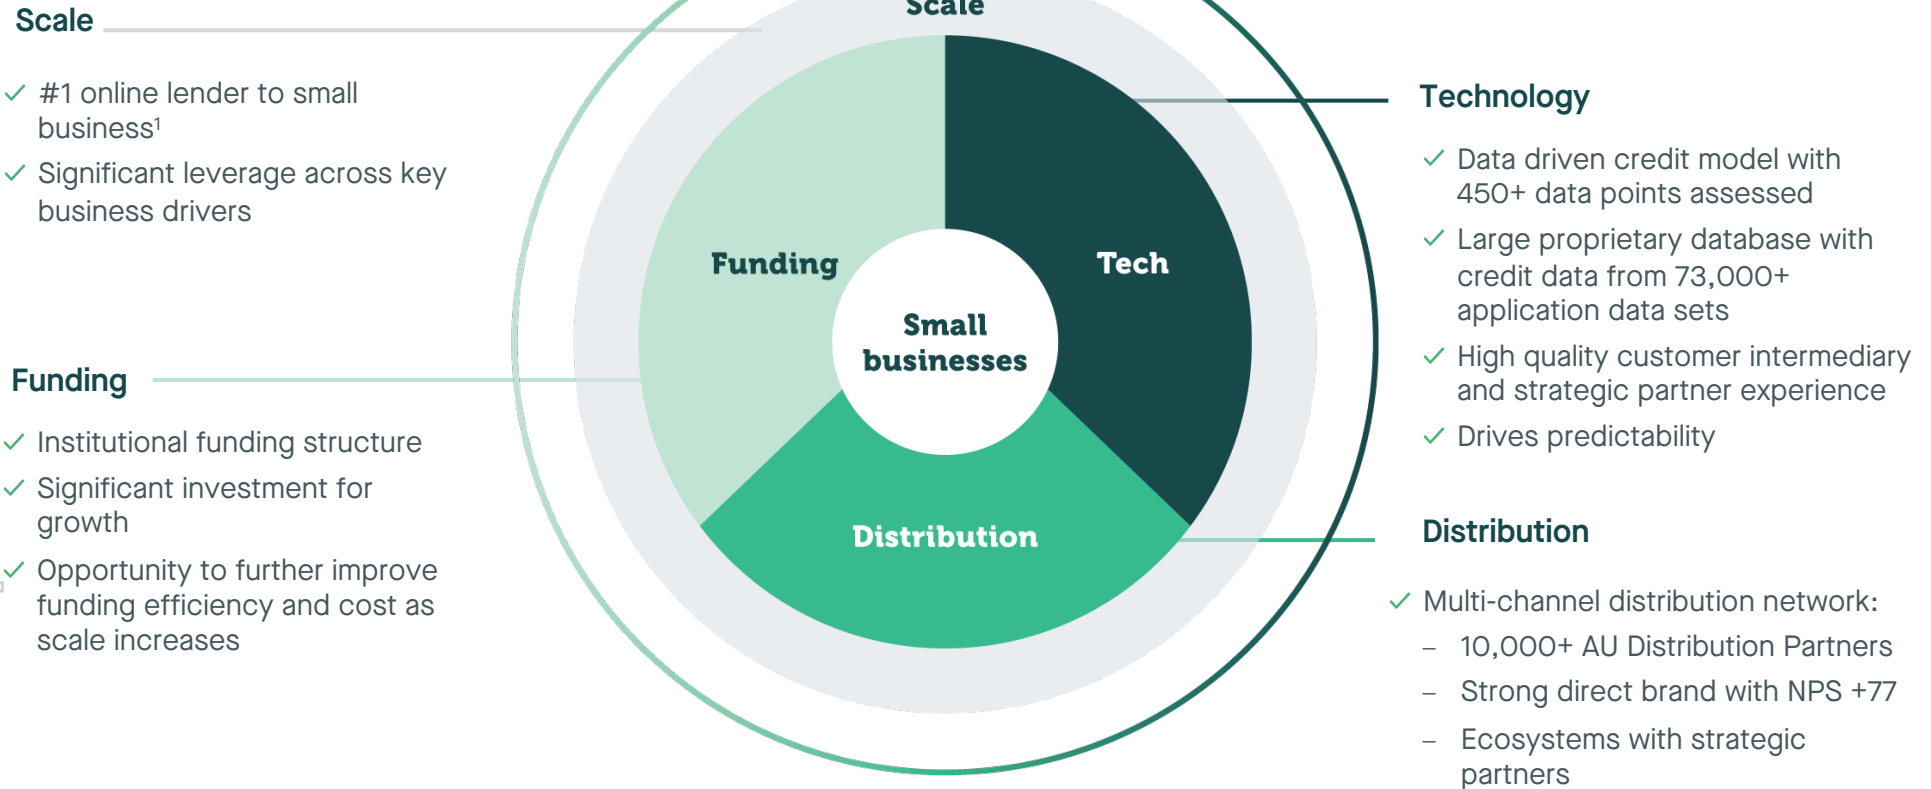 Scale
#1 online lender to small
business¹
Significant leverage across key
business drivers
Funding
Institutional funding structure
Significant investment for
growth
Opportunity to further improve
funding efficiency and cost as
scale increases
Scale
Funding
Tech
Small
businesses
Distribution
Technology
Data driven credit model with
450+ data points assessed
Large proprietary database with
credit data from 73,000+
application data sets
High quality customer intermediary
and strategic partner experience
Drives predictability
Distribution
Multi-channel distribution network:
– 10,000+ AU Distribution Partners
– Strong direct brand with NPS +77
– Ecosystems with strategic
partners